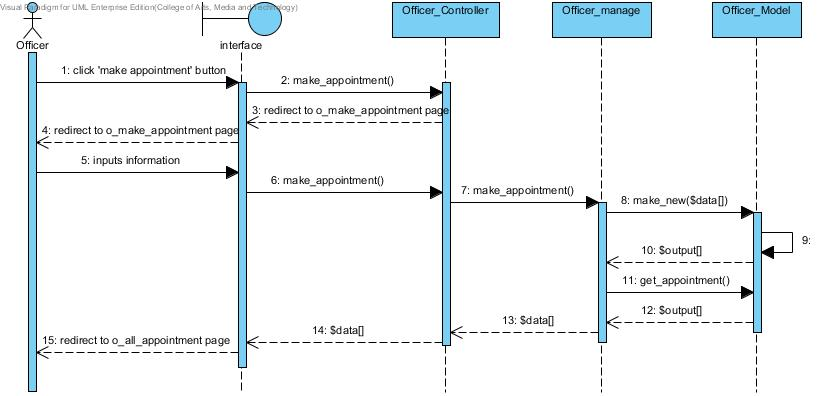 Visual Paradigm for UML Enterprise Edition(College of Arts, Media and Technology)
Officer_Controller
Officer_manage
Officer_Model
Officer
interface
1: click 'make appointment' button
2: make_appointment()
3: redirect to o_make_appointment page
4: redirect to o_make_appointment page
5: inputs information
6: make_appointment()
7: make_appointment()
8: make_new($data[])
9:
10: $output[]
11: get_appointment()
12: $output[]
13: $data[]
14: $data[]
15: redirect to o_all_appointment page